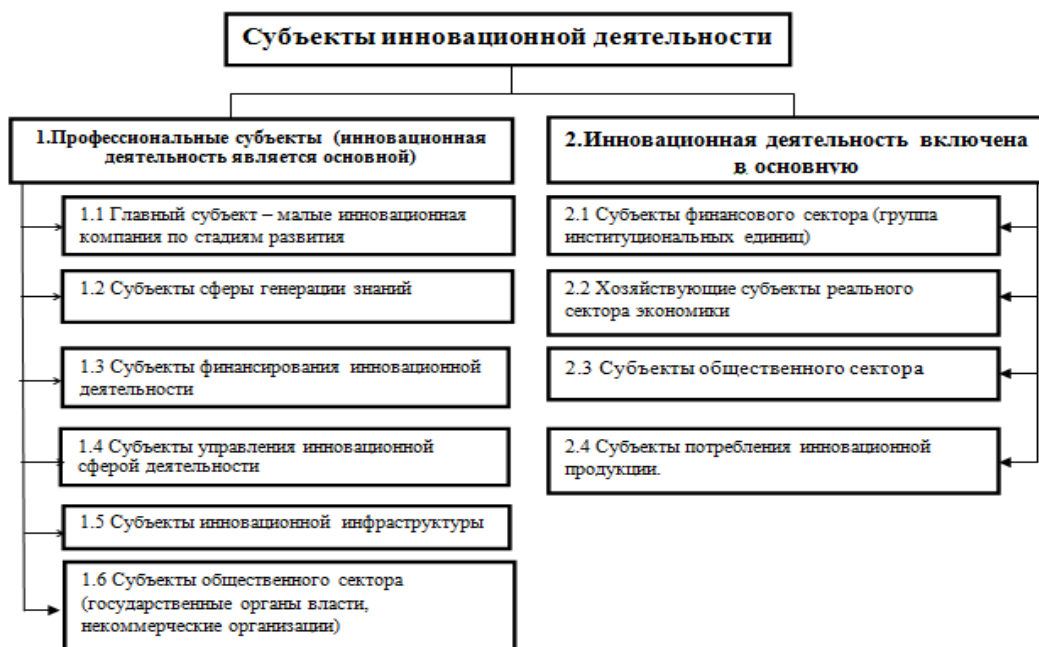 Субъекты инновационной деятельности
1.Профессиональные субъекты (инновационная
деятельность является основной)
1.1 Главный субъект – малые инновационная
компания по стадиям развития
1.2 Субъекты сферы генерации знаний
1.3 Субъекты финансирования инновационной
деятельности
1.4 Субъекты управления инновационной
сферой деятельности
1.5 Субъекты инновационной инфраструктуры
1.6 Субъекты общественного сектора
(государственные органы власти,
некоммерческие организации)
2.Инновационная деятельность включена
в основную
2.1 Субъекты финансового сектора (группа
институциональных единиц)
2.2 Хозяйствующие субъекты реального
сектора экономики
2.3 Субъекты общественного сектора
2.4 Субъекты потребления инновационной
продукции.